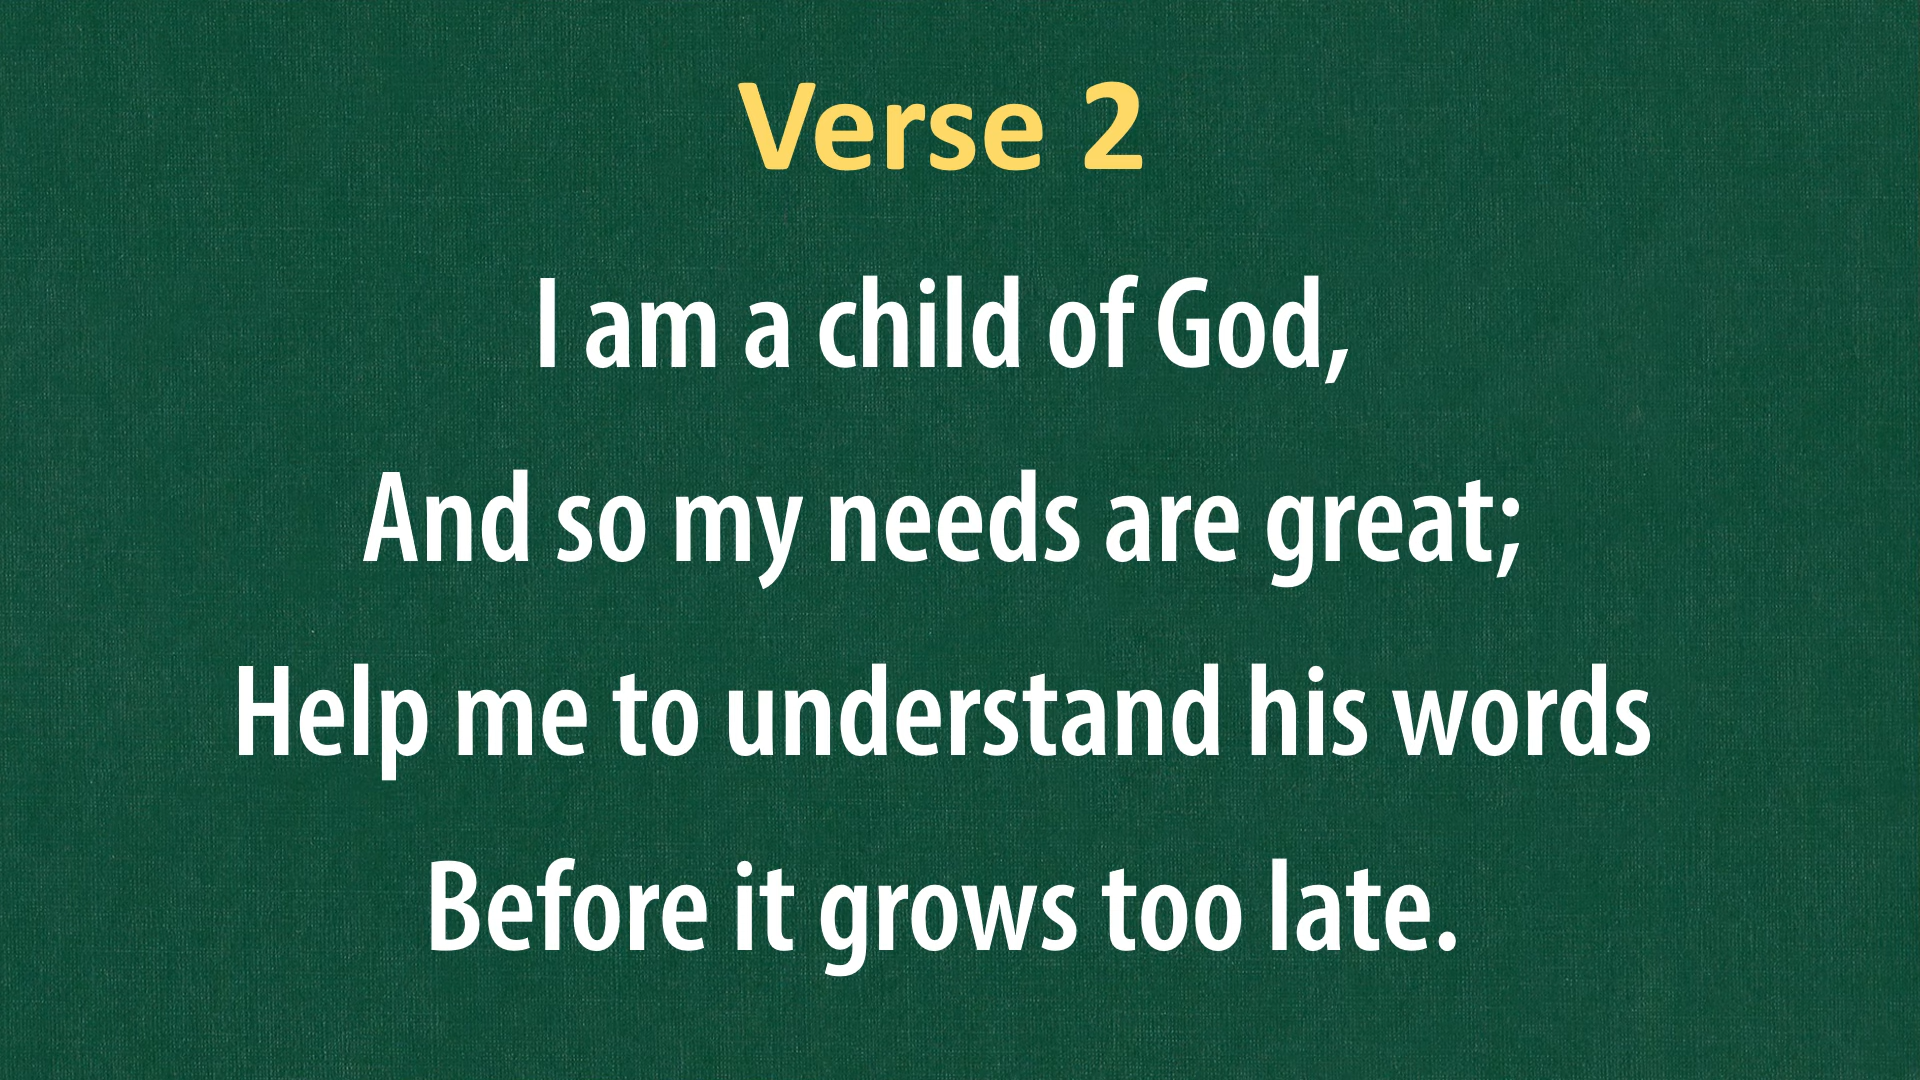 Verse 2
I am a child of God,
And so my needs are great;
Help me to understand his words
Before it grows too late.